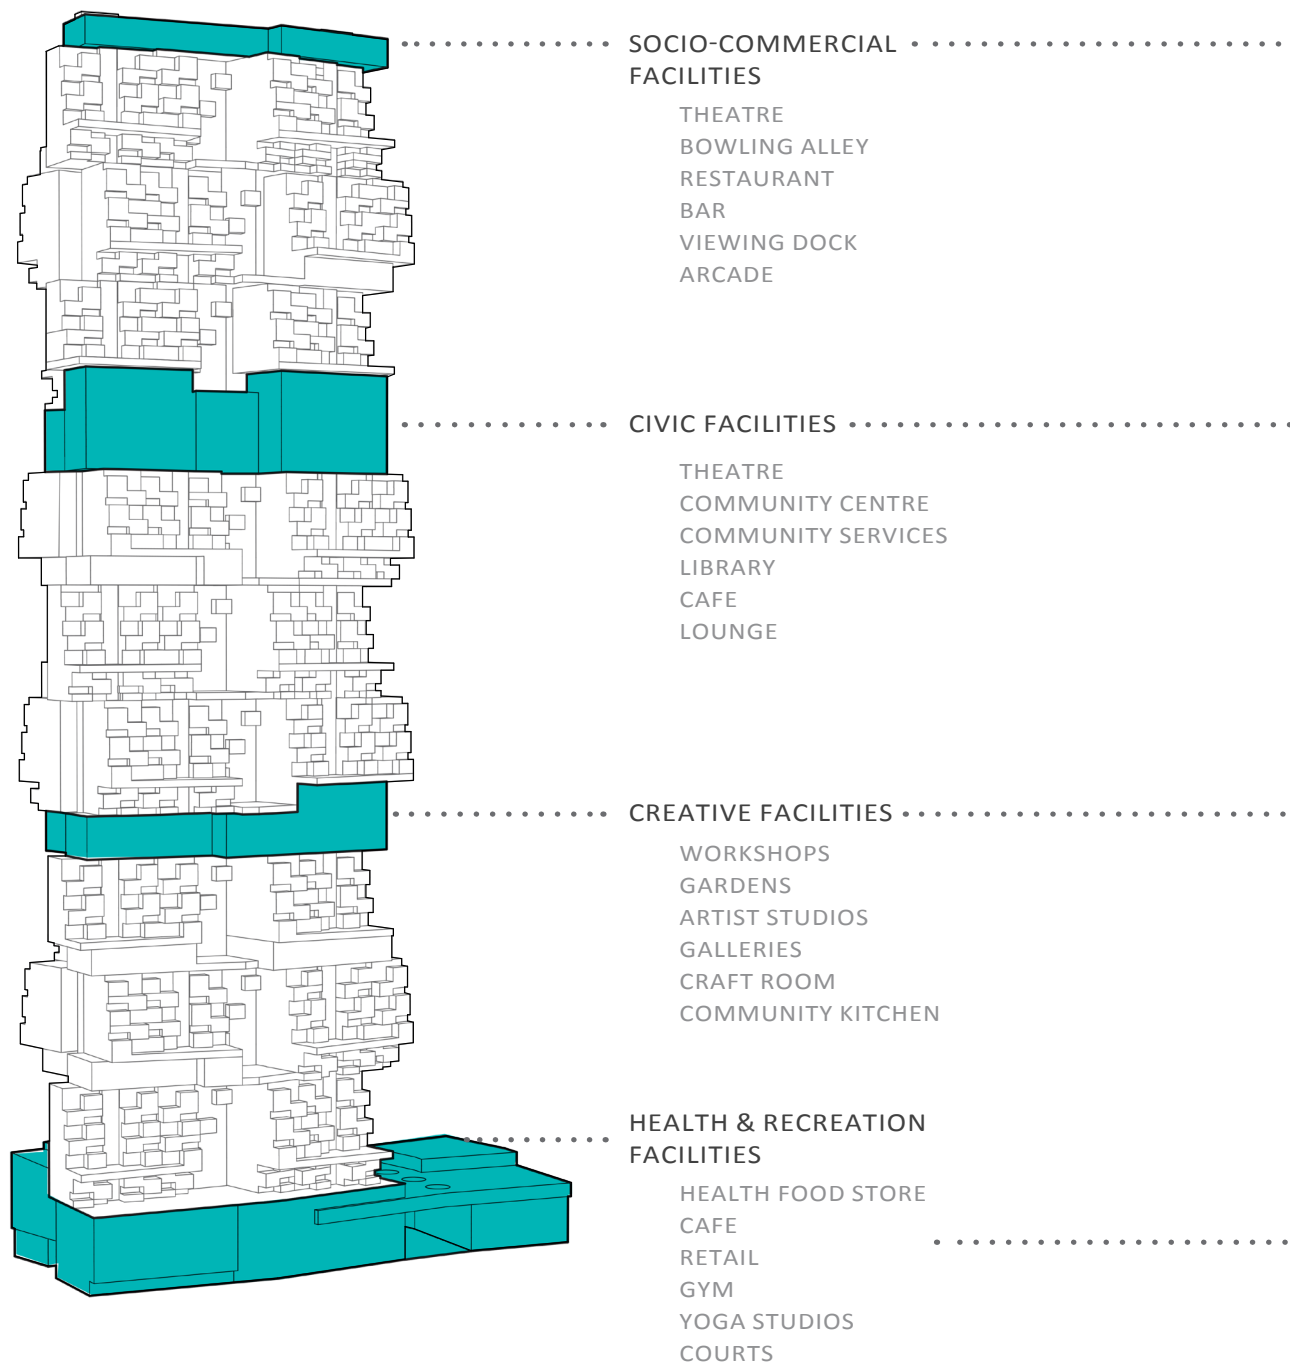 SOCIO-COMMERCIAL
FACILITIES
THEATRE
BOWLING ALLEY
RESTAURANT
BAR
VIEWING DOCK
ARCADE
CIVIC FACILITIES
THEATRE
COMMUNITY CENTRE
COMMUNITY SERVICES
LIBRARY
CAFE
LOUNGE
CREATIVE FACILITIES
WORKSHOPS
GARDENS
ARTIST STUDIOS
GALLERIES
CRAFT ROOM
COMMUNITY KITCHEN
HEALTH & RECREATION
FACILITIES
HEALTH FOOD STORE
CAFE
RETAIL
GYM
YOGA STUDIOS
COURTS